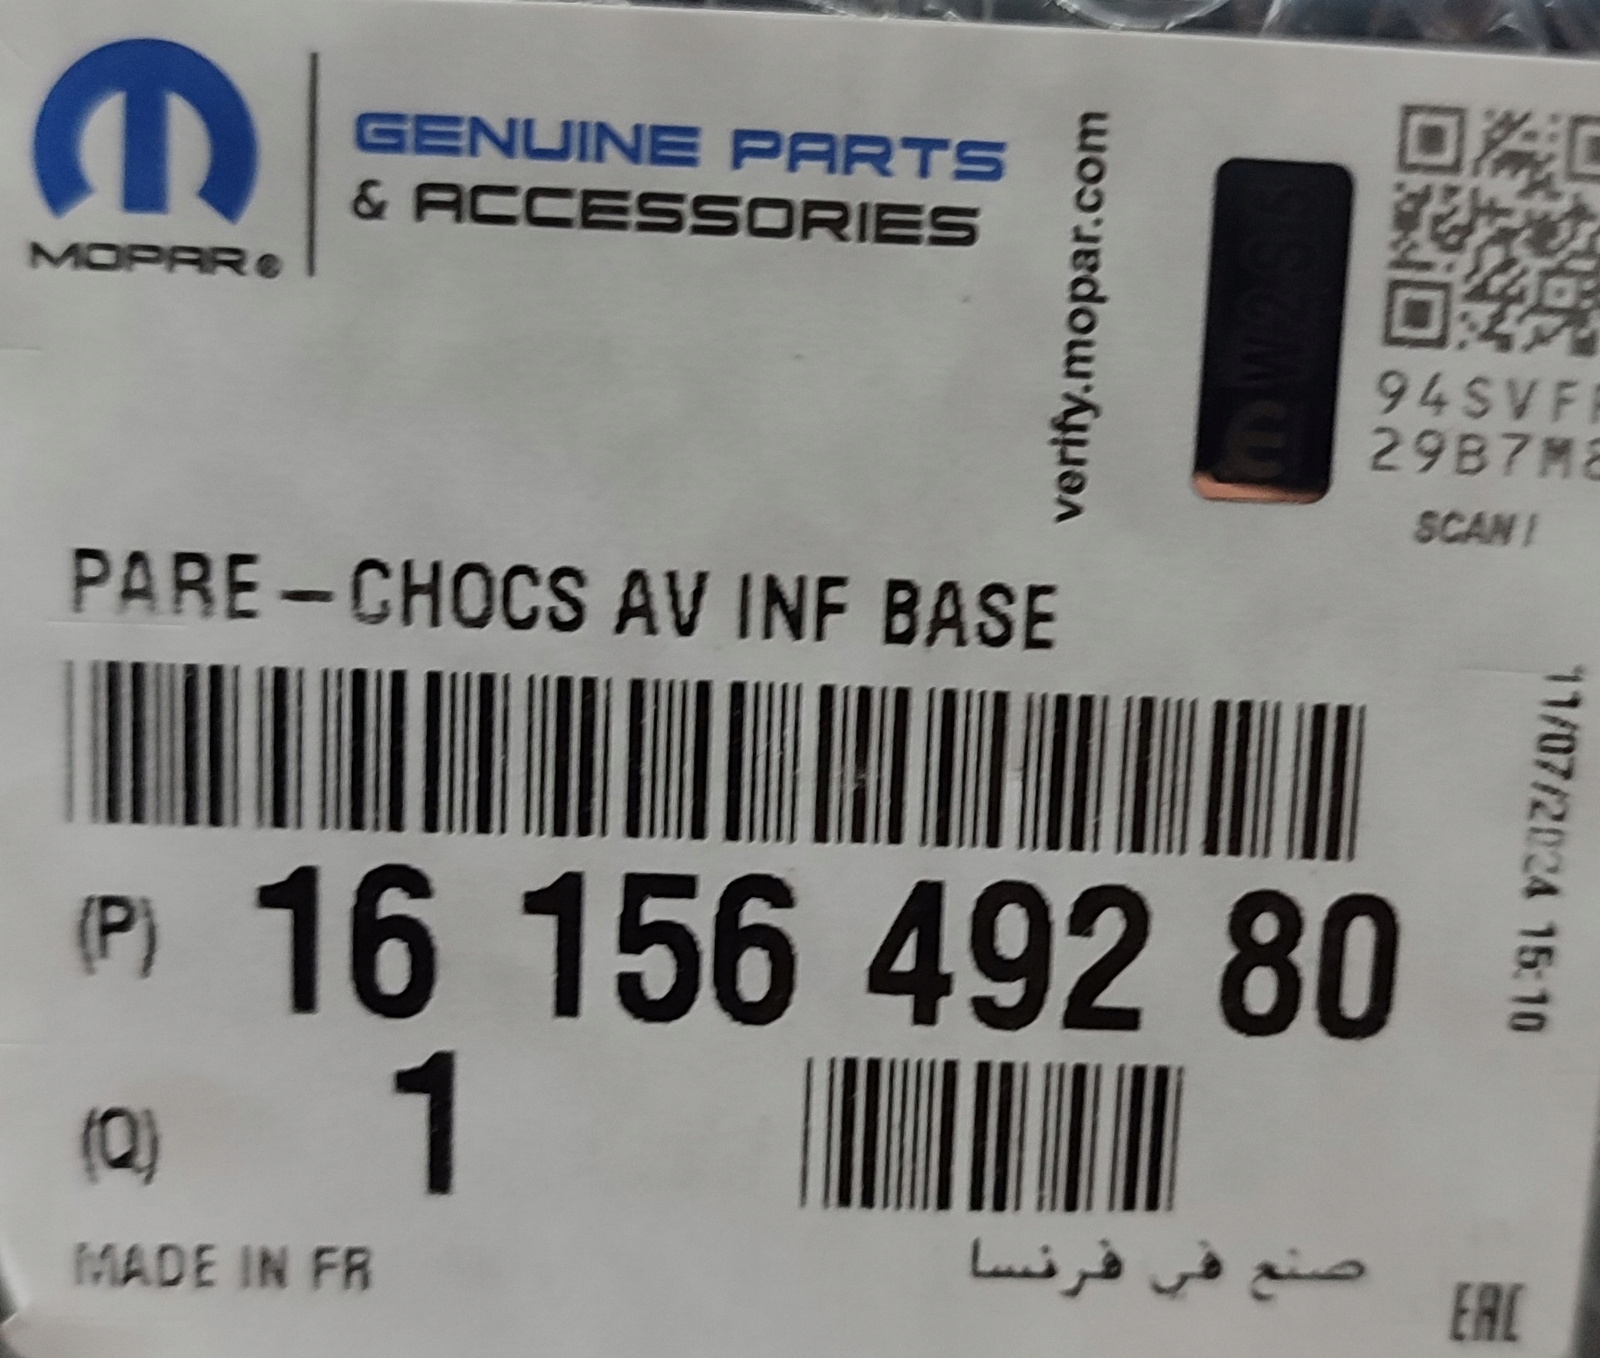 MOPAR®
GENUINE PARTS
& ACCESSORIES
verify.mopar.com
94SVF
29B7M
SCAN
PARE-CHOCS AV INF BASE
11/07/2024 15:10
(P) 16 156 492 80
(Q) 1
MADE IN FR
صنع في فرنسا
EAC